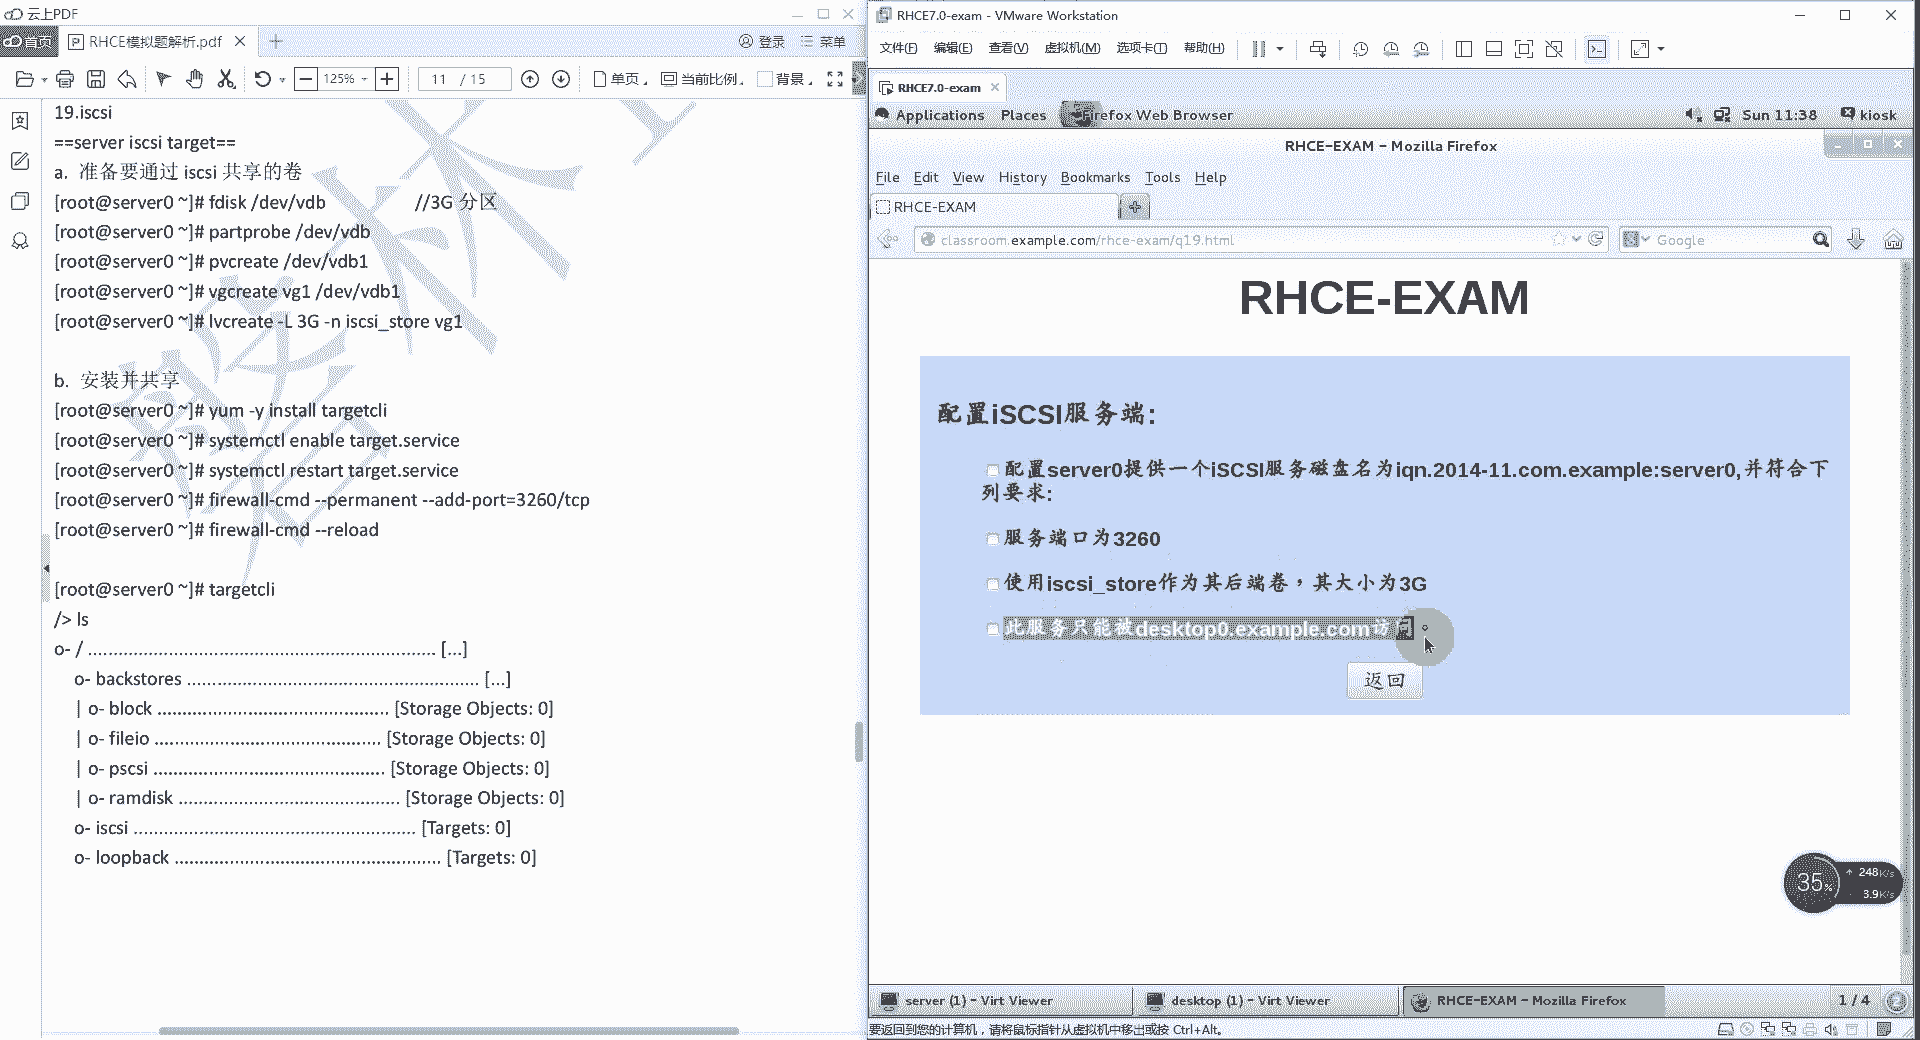 云上PDF
首页
RHCE模拟题解析.pdf
登录
菜单
125%
11 / 15
单页
当前比例
背景
19.iscsi
==server iscsi target==
a. 准备要通过 iscsi 共享的卷
[root@server0 ~]# fdisk /dev/vdb //3G 分区
[root@server0 ~]# partprobe /dev/vdb
[root@server0 ~]# pvcreate /dev/vdb1
[root@server0 ~]# vgcreate vg1 /dev/vdb1
[root@server0 ~]# lvcreate -L 3G -n iscsi_store vg1
b. 安装并共享
[root@server0 ~]# yum -y install targetcli
[root@server0 ~]# systemctl enable target.service
[root@server0 ~]# systemctl restart target.service
[root@server0 ~]# firewall-cmd --permanent --add-port=3260/tcp
[root@server0 ~]# firewall-cmd --reload
[root@server0 ~]# targetcli
/> ls
o- / ................................................................... [...]
o- backstores ........................................................ [...]
| o- block ........................................... [Storage Objects: 0]
| o- fileio ........................................... [Storage Objects: 0]
| o- pscsi ........................................... [Storage Objects: 0]
| o- ramdisk .......................................... [Storage Objects: 0]
o- iscsi ..................................................... [Targets: 0]
o- loopback .................................................. [Targets: 0]
RHCE7.0-exam - VMware Workstation
文件(F) 编辑(E) 查看(V) 虚拟机(M) 选项卡(T) 帮助(H)
RHCE7.0-exam
Applications Places Firefox Web Browser Sun 11:38 kiosk
RHCE-EXAM - Mozilla Firefox
File Edit View History Bookmarks Tools Help
RHCE-EXAM
classroom.example.com/rhce-exam/q19.html
Google
RHCE-EXAM
配置iSCSI服务端:
配置server0提供一个iSCSI服务磁盘名为iqn.2014-11.com.example:server0,并符合下
列要求:
服务端口为3260
使用iscsi_store作为其后端卷，其大小为3G
此服务只能被desktop0.example.com访问。
返回
35%
248K/s
3.9K/s
server (1) - Virt Viewer
desktop (1) - Virt Viewer
RHCE-EXAM - Mozilla Firefox
1 / 4
要返回到您的计算机，请将鼠标指针从虚拟机中移出或按 Ctrl+Alt。